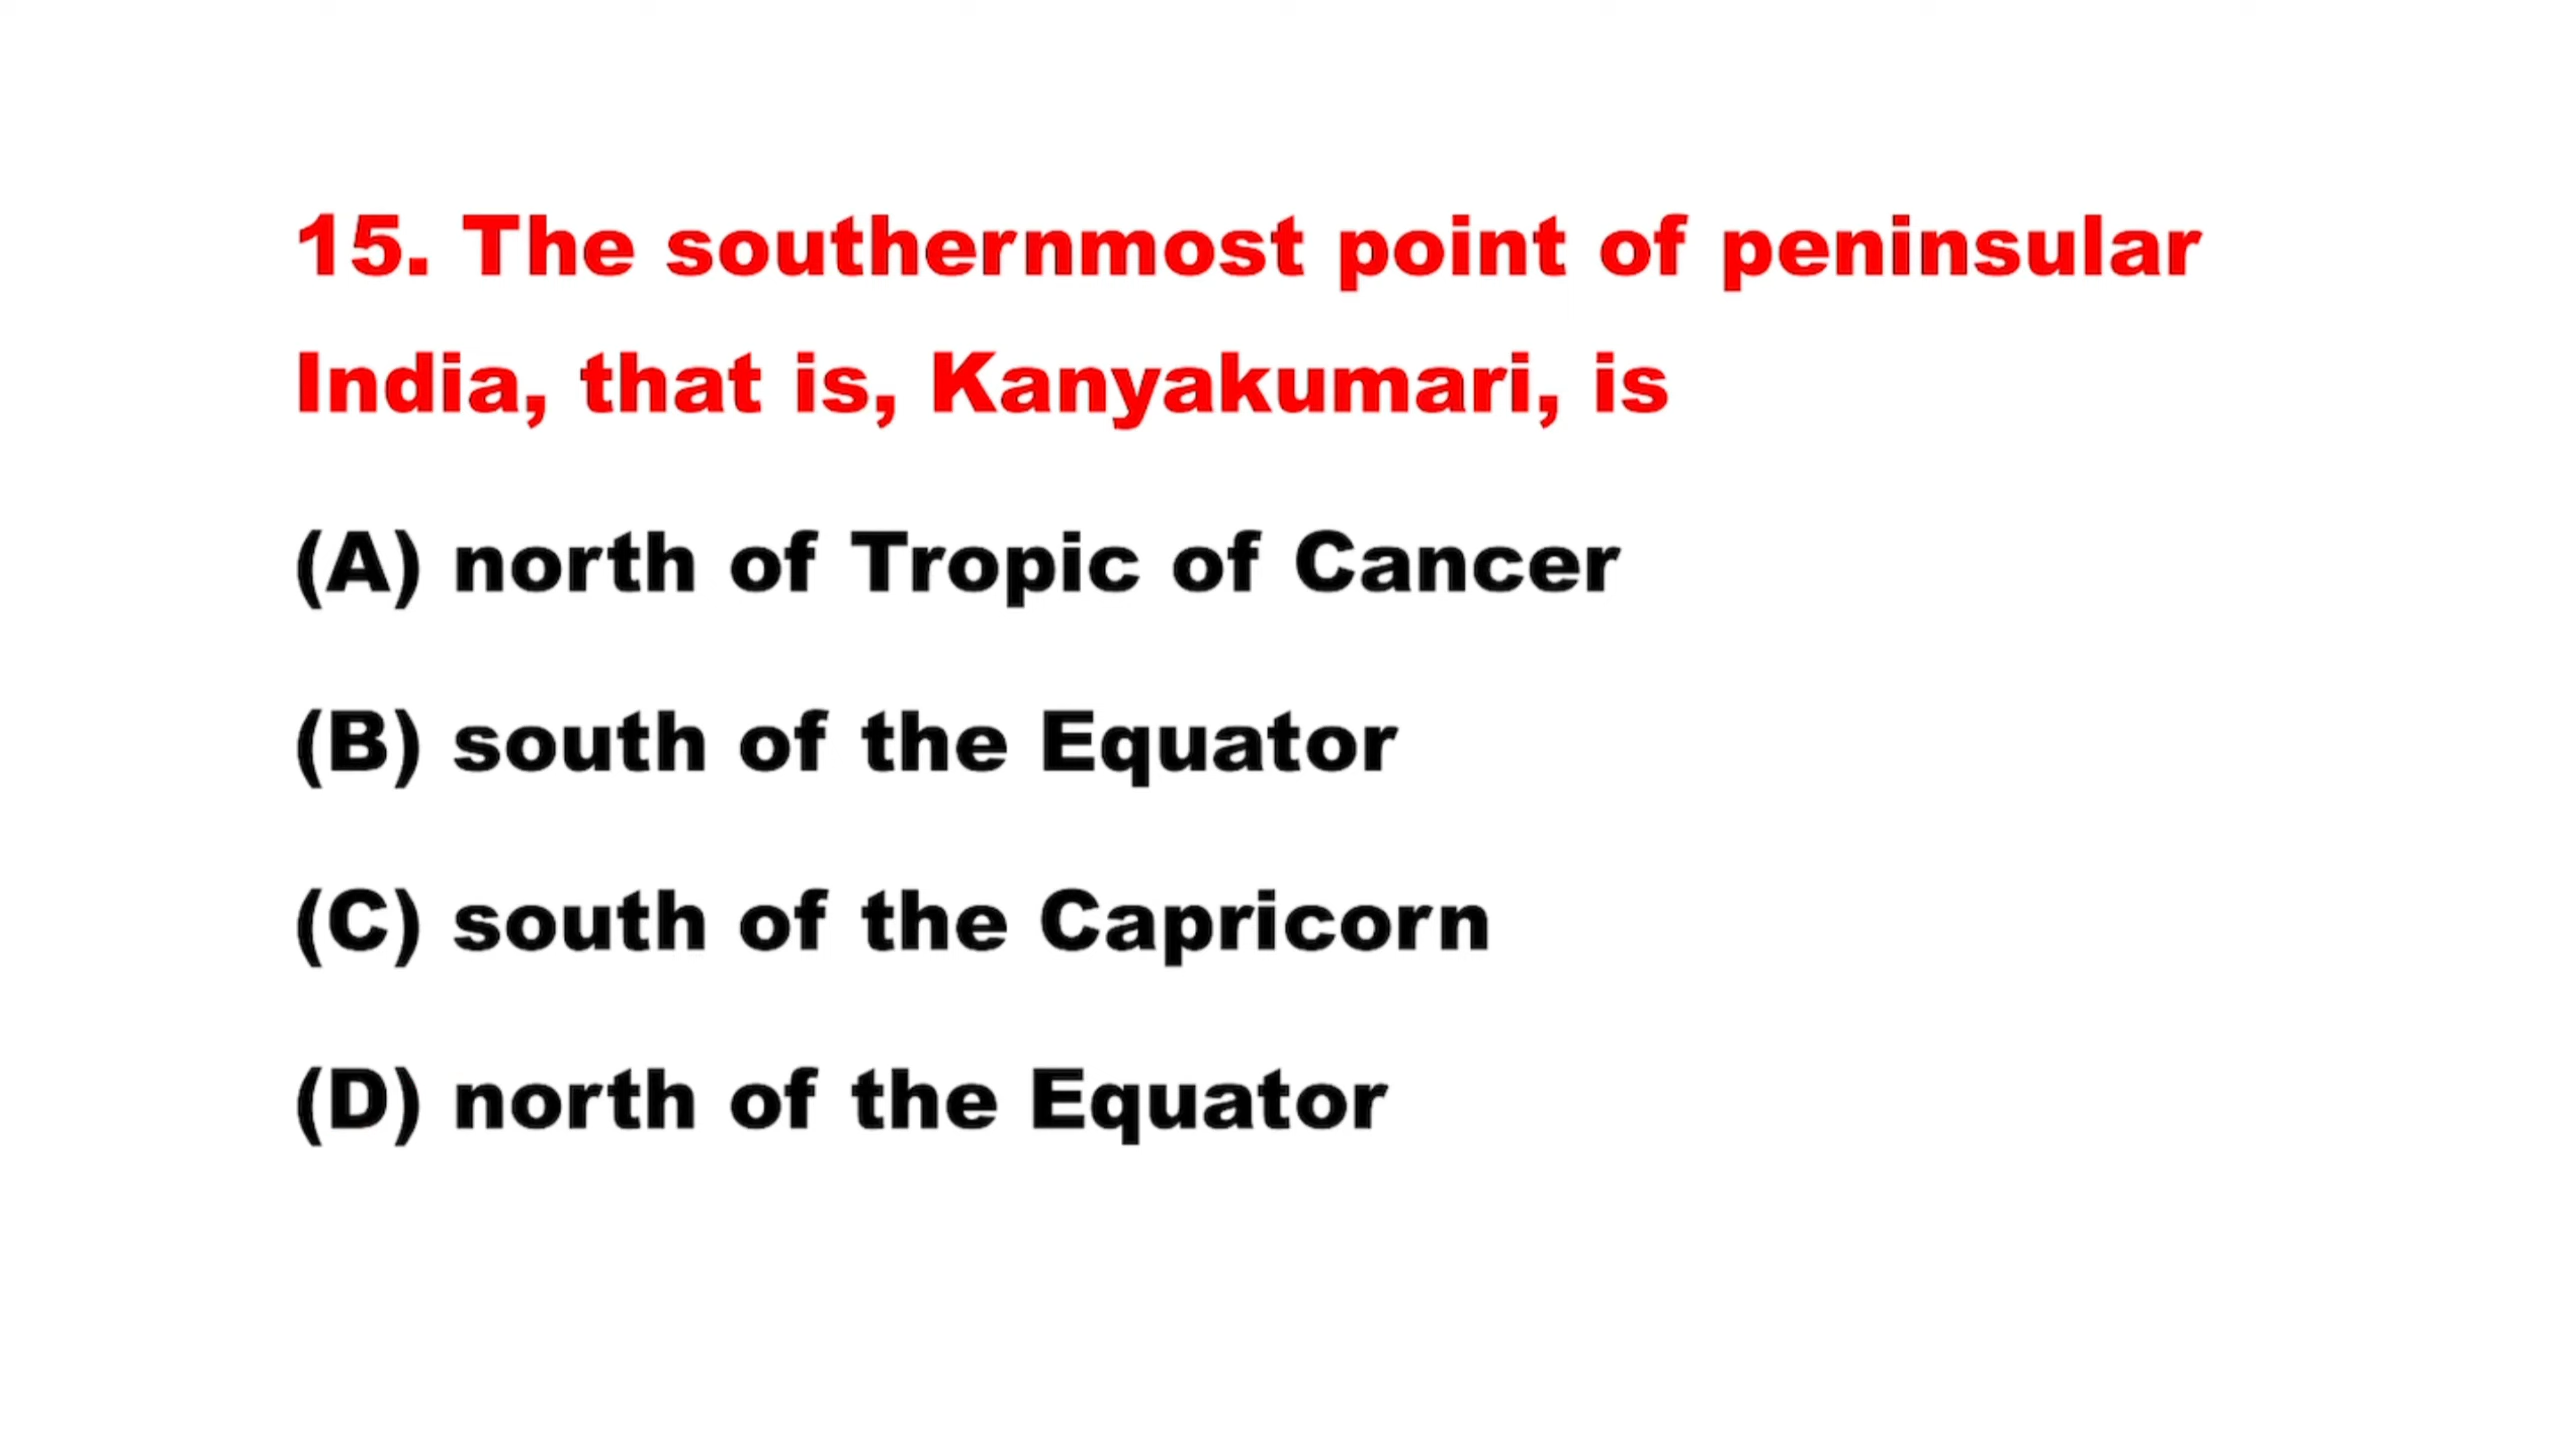 15. The southernmost point of peninsular
India, that is, Kanyakumari, is
(A) north of Tropic of Cancer
(B) south of the Equator
(C) south of the Capricorn
(D) north of the Equator